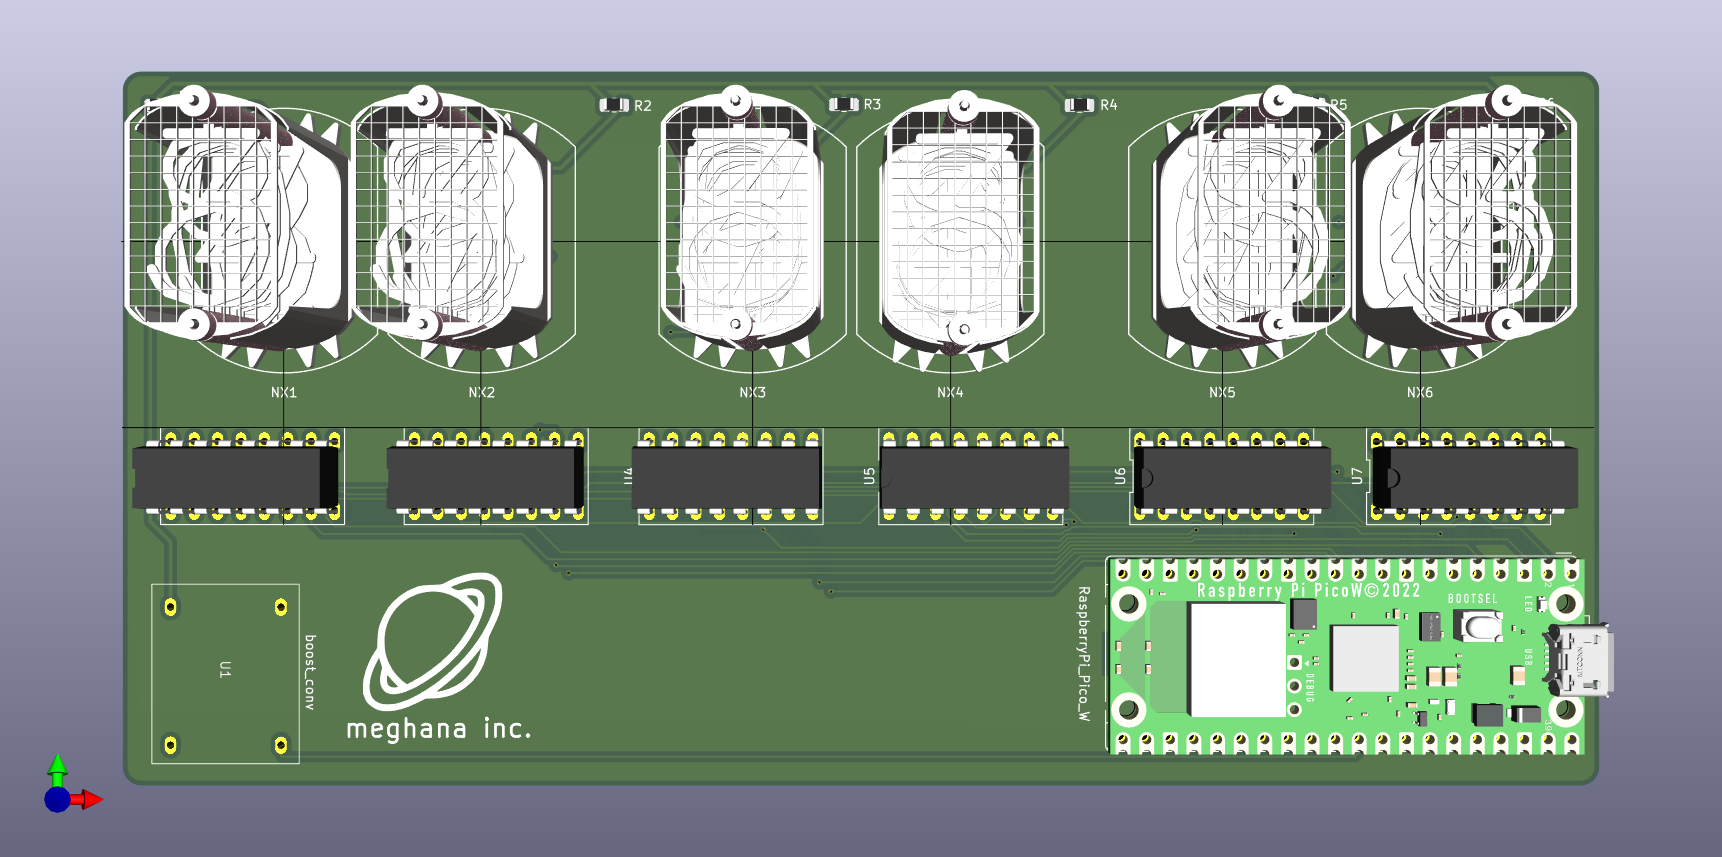 R2
R3
R4
R5
NX1
NX2
NX3
NX4
NX5
NX6
U4
U5
U6
U7
Raspberry Pi PicoW©2022
BOOTSEL
LED
USB
DEBUG
RaspberryPi_Pico_W
U1
boost_conv
meghana inc.